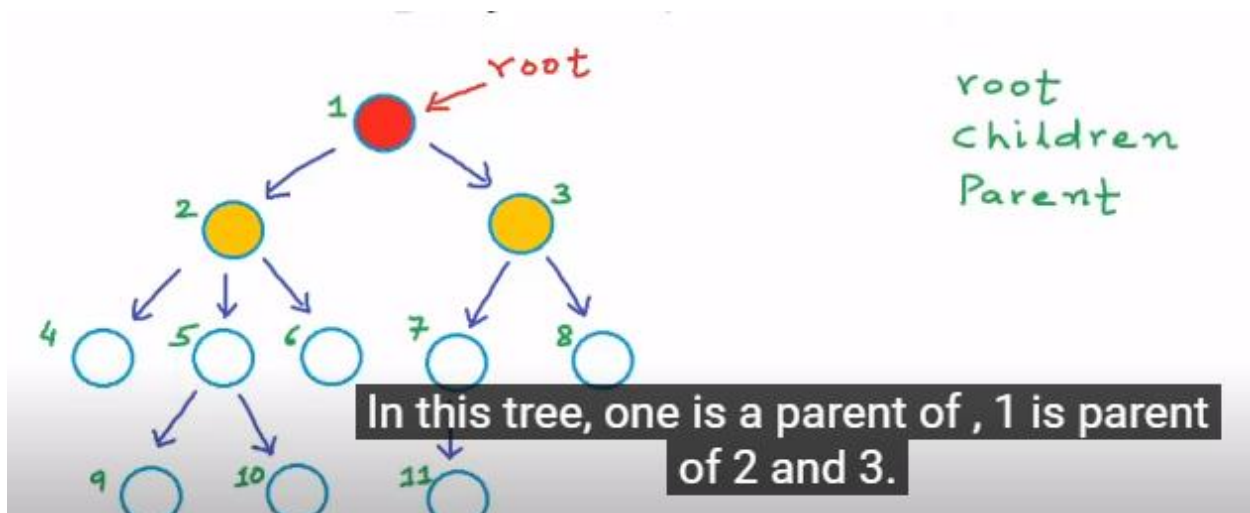 root
1
2
3
4
5
6
7
8
9
10
11
root
Children
Parent
In this tree, one is a parent of , 1 is parent
of 2 and 3.